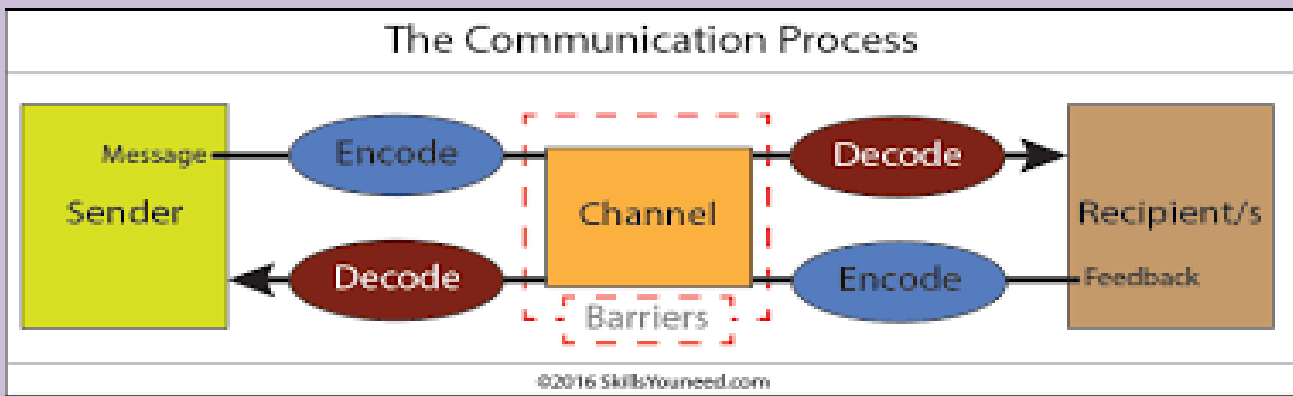 The Communication Process
Message
Encode
Decode
Sender
Channel
Recipient/s
Decode
Encode
Feedback
Barriers
©2016 SkillsYouneed.com